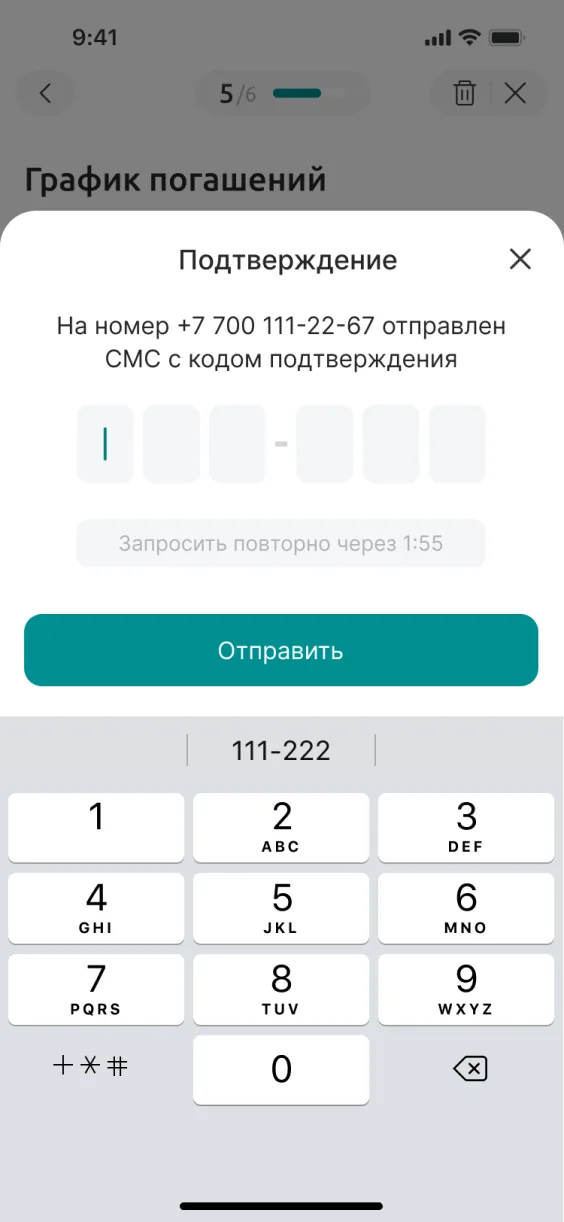 9:41
5/6
График погашений
Подтверждение
На номер +7 700 111-22-67 отправлен
СМС с кодом подтверждения
-
Запросить повторно через 1:55
Отправить
111-222
1
2
ABC
3
DEF
4
GHI
5
JKL
6
MNO
7
PQRS
8
TUV
9
WXYZ
+*#
0